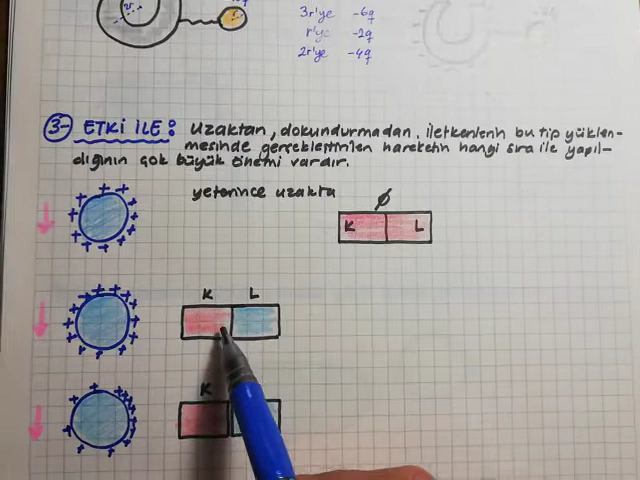 3r'ye -6q
r'ye -2q
2r'ye -4q
3- ETKİ İLE: Uzaktan, dokundurmadan, iletkenlerin bu tip yüklen-
mesinde gerçekleştirilen hareketin hangi sıra ile yapıl-
dığının çok büyük önemi vardır.
yeterince uzakta
Ø
K L
K L
K